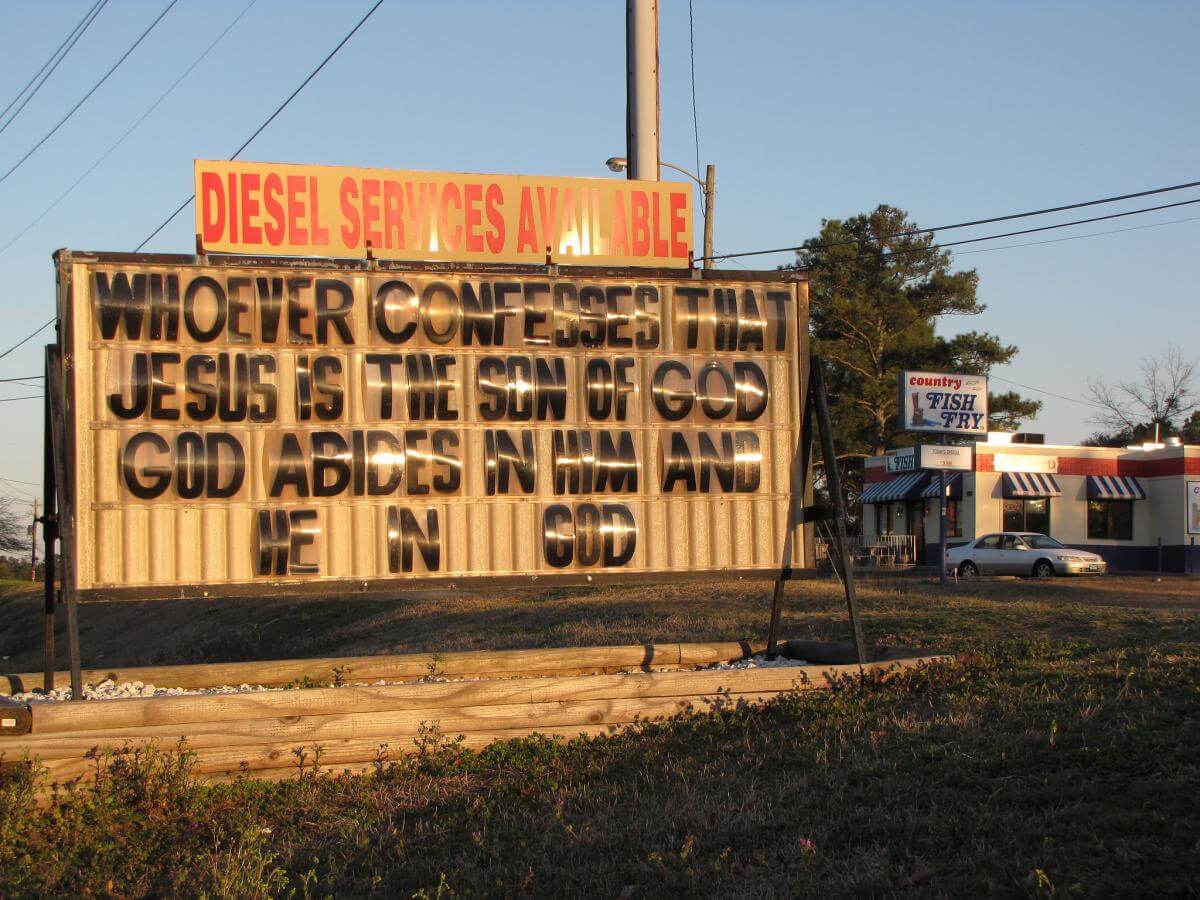 DIESEL SERVICES AVAILABLE
WHOEVER CONFESSES THAT
JESUS IS THE SON OF GOD
GOD ABIDES IN HIM AND
HE IN GOD
country
FISH
FRY
FISH